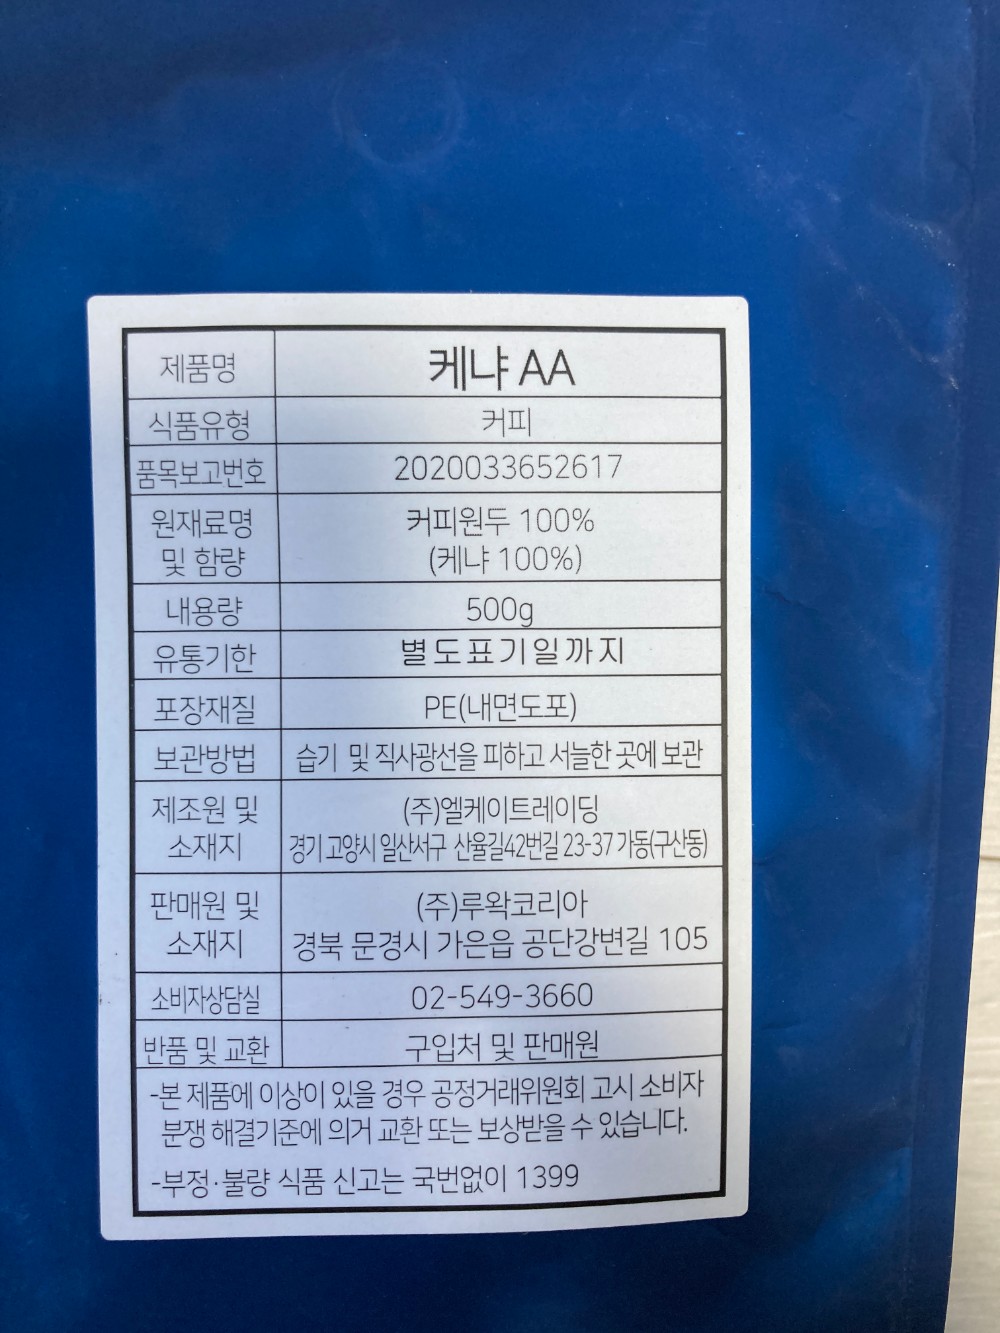 제품명 케냐 AA
식품유형 커피
품목보고번호 2020033652617
원재료명 커피원두 100%
및 함량 (케냐 100%)
내용량 500g
유통기한 별도표기일까지
포장재질 PE(내면도포)
보관방법 습기 및 직사광선을 피하고 서늘한 곳에 보관
제조원 및 (주)엘케이트레이딩
소재지 경기 고양시 일산서구 산율길42번길 23-37 가동(구산동)
판매원 및 (주)루왁코리아
소재지 경북 문경시 가은읍 공단강변길 105
소비자상담실 02-549-3660
반품 및 교환 구입처 및 판매원
-본 제품에 이상이 있을 경우 공정거래위원회 고시 소비자
분쟁 해결기준에 의거 교환 또는 보상받을 수 있습니다.
-부정·불량 식품 신고는 국번없이 1399